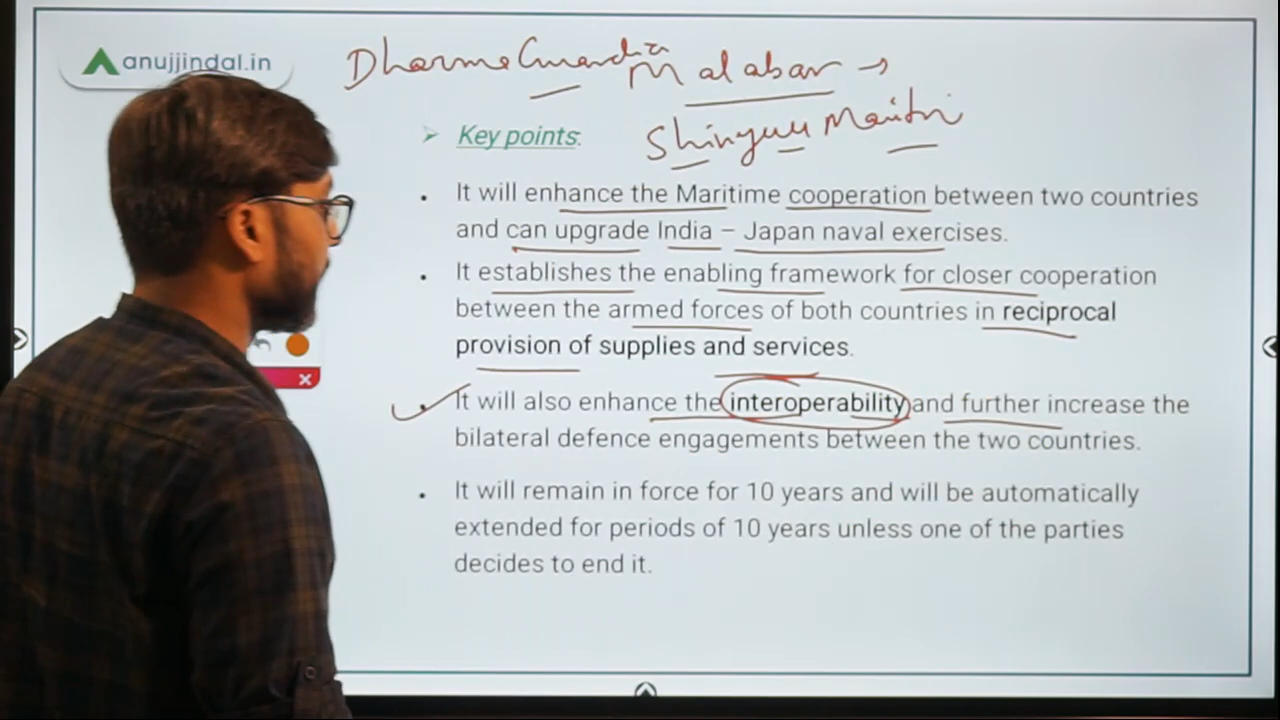 anujjindal.in
Dharma Guardian
Malabar →
Shinyuu Maitri
➢ Key points:
• It will enhance the Maritime cooperation between two countries
and can upgrade India – Japan naval exercises.
• It establishes the enabling framework for closer cooperation
between the armed forces of both countries in reciprocal
provision of supplies and services.
• It will also enhance the interoperability and further increase the
bilateral defence engagements between the two countries.
• It will remain in force for 10 years and will be automatically
extended for periods of 10 years unless one of the parties
decides to end it.